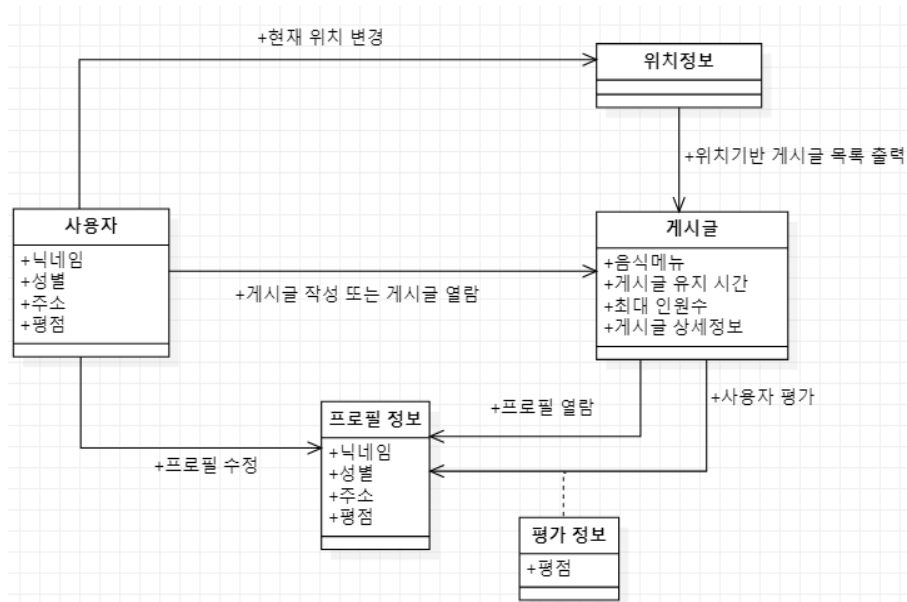 +현재 위치 변경
위치정보
+위치기반 게시글 목록 출력
사용자
+닉네임
+성별
+주소
+평점
게시글
+음식메뉴
+게시글 유지 시간
+최대 인원수
+게시글 상세정보
+게시글 작성 또는 게시글 열람
+사용자 평가
+프로필 열람
프로필 정보
+닉네임
+성별
+주소
+평점
+프로필 수정
평가 정보
+평점